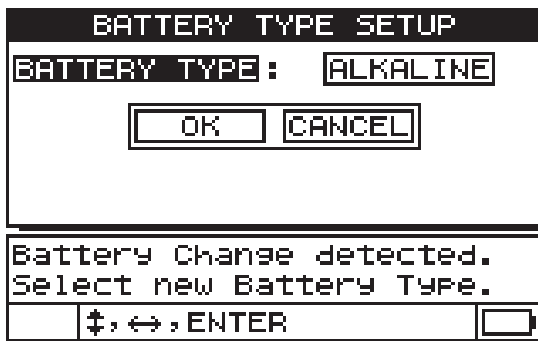 BATTERY TYPE SETUP
BATTERY TYPE: ALKALINE
OK CANCEL
Battery Change detected.
Select new Battery Type.
↕, ↔, ENTER